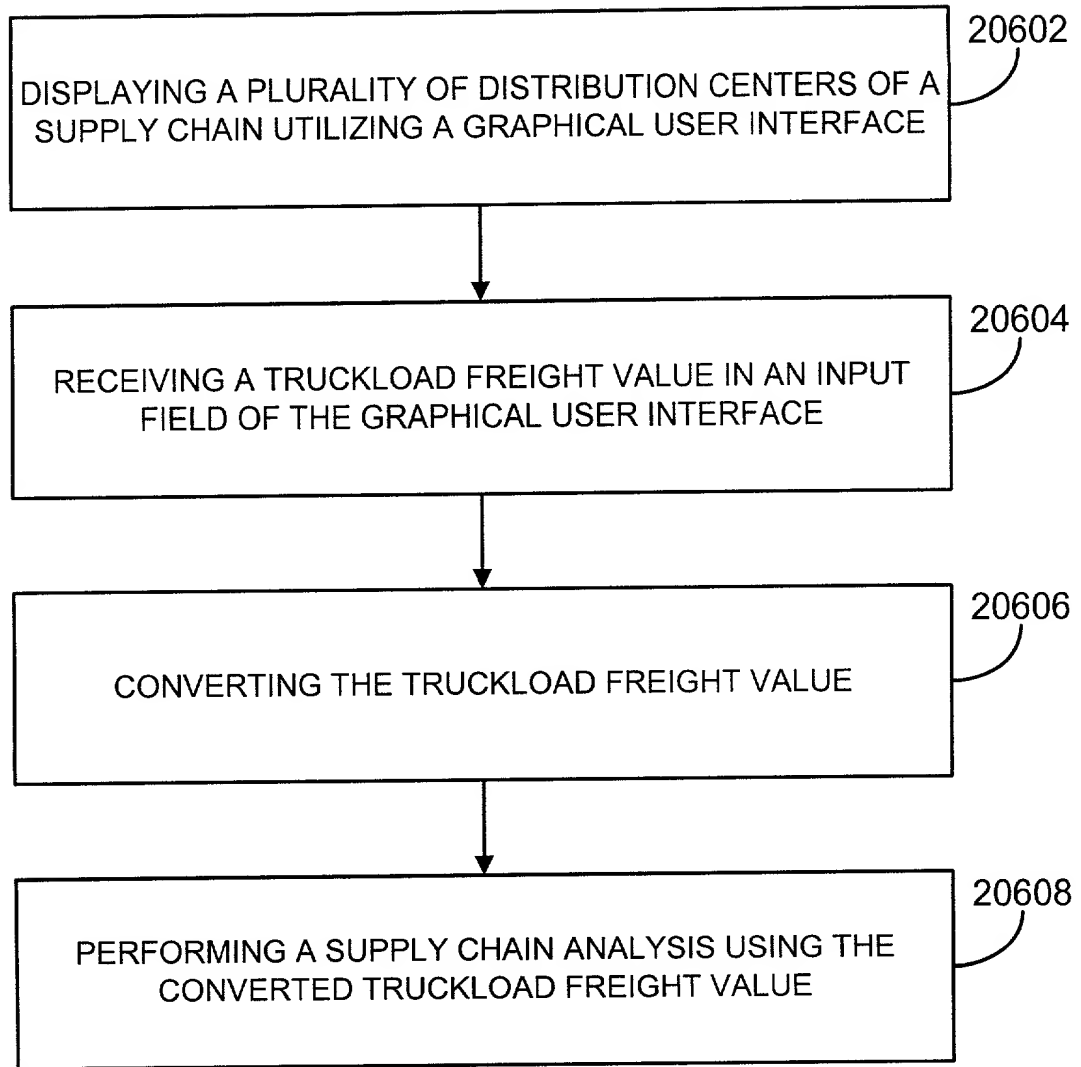 20602
DISPLAYING A PLURALITY OF DISTRIBUTION CENTERS OF A
SUPPLY CHAIN UTILIZING A GRAPHICAL USER INTERFACE
20604
RECEIVING A TRUCKLOAD FREIGHT VALUE IN AN INPUT
FIELD OF THE GRAPHICAL USER INTERFACE
20606
CONVERTING THE TRUCKLOAD FREIGHT VALUE
20608
PERFORMING A SUPPLY CHAIN ANALYSIS USING THE
CONVERTED TRUCKLOAD FREIGHT VALUE